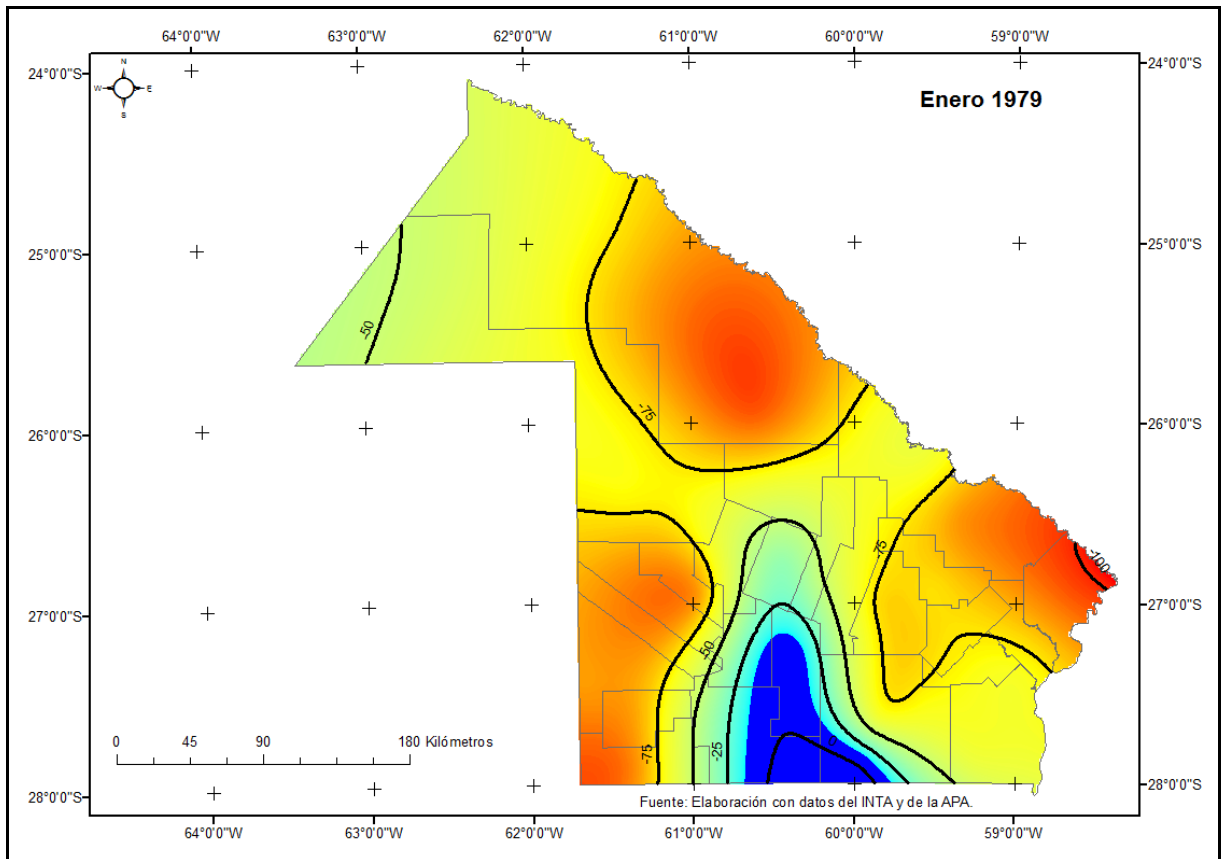 64°0'0"W 63°0'0"W 62°0'0"W 61°0'0"W 60°0'0"W 59°0'0"W
24°0'0"S 24°0'0"S
N
W E
S
Enero 1979
25°0'0"S 25°0'0"S
-50
-75
26°0'0"S 26°0'0"S
-75
-100
27°0'0"S 27°0'0"S
-50
0 45 90 180 Kilómetros
-75
-25
0
28°0'0"S 28°0'0"S
Fuente: Elaboración con datos del INTA y de la APA.
64°0'0"W 63°0'0"W 62°0'0"W 61°0'0"W 60°0'0"W 59°0'0"W